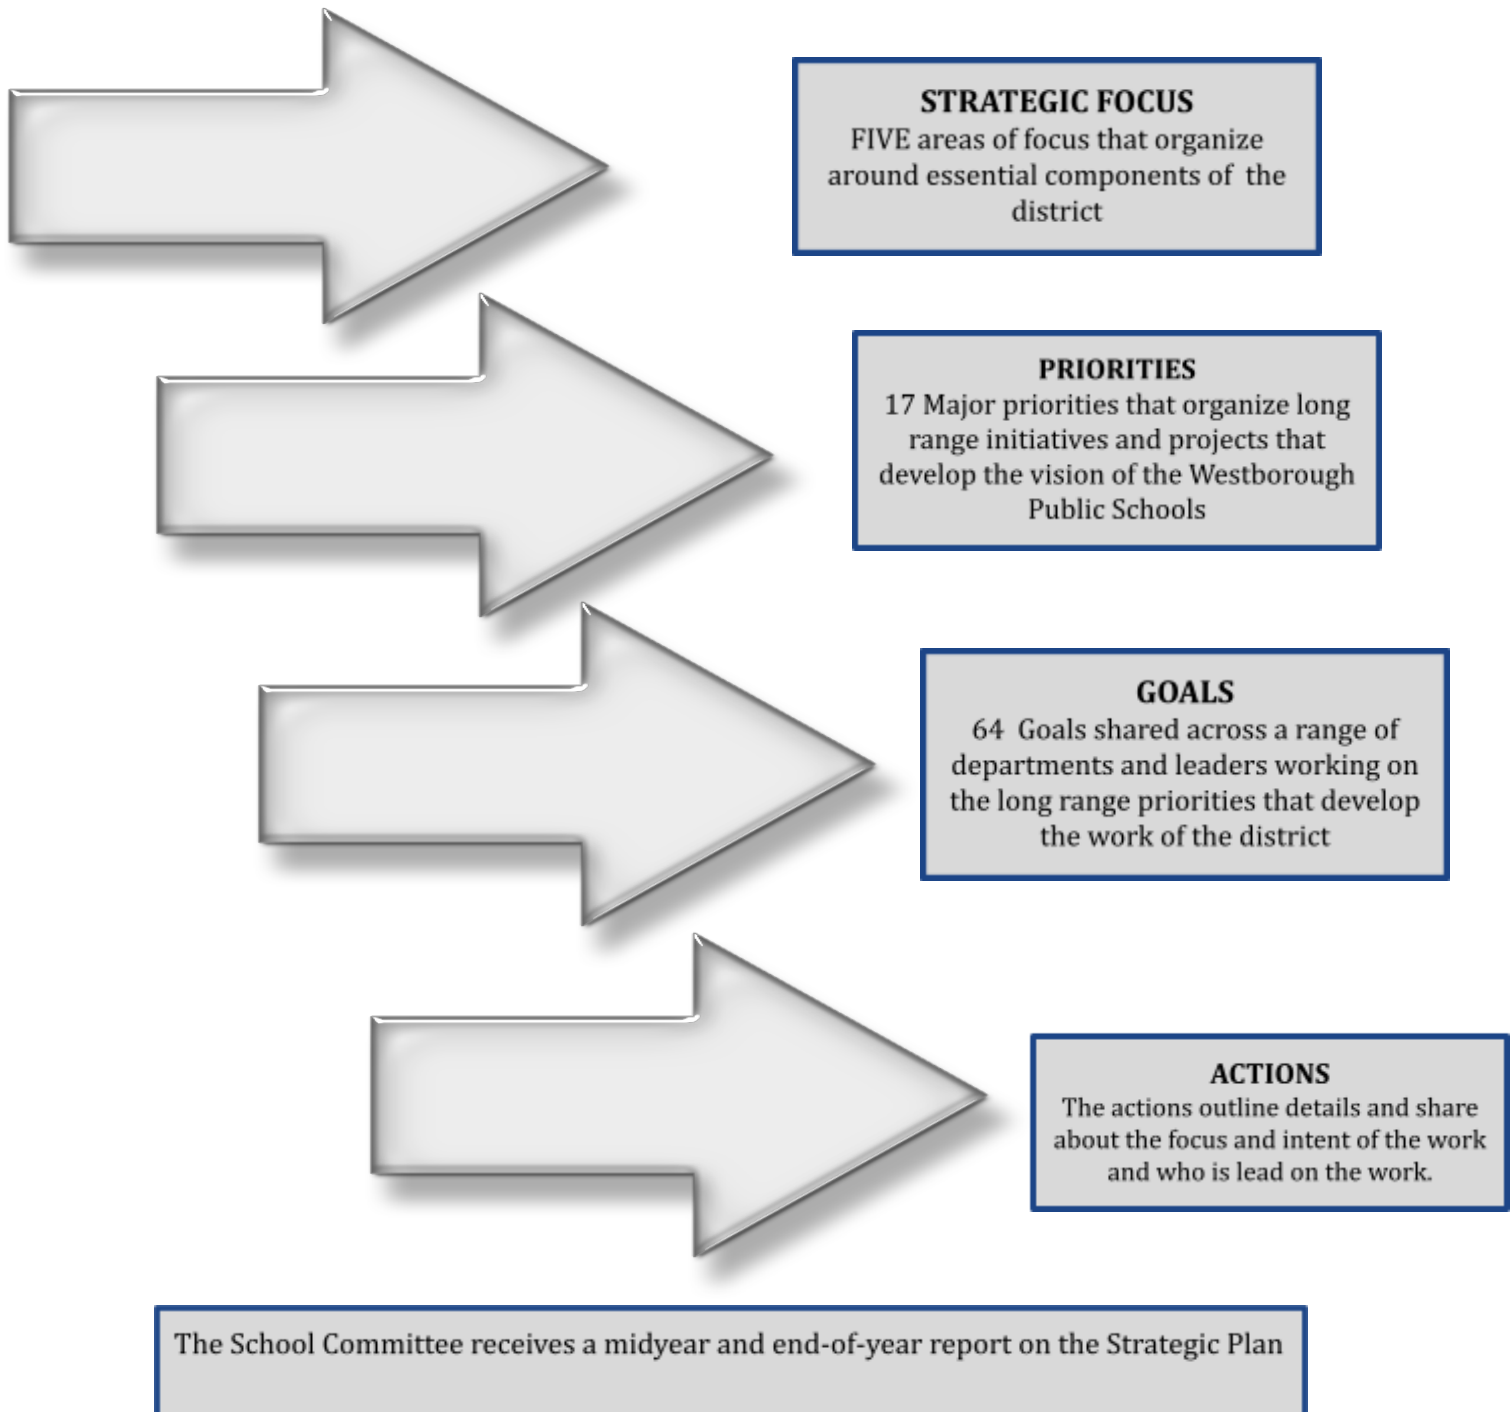 STRATEGIC FOCUS
FIVE areas of focus that organize
around essential components of  the
district
PRIORITIES
17 Major priorities that organize long
range initiatives and projects that
develop the vision of the Westborough
Public Schools
GOALS
64  Goals shared across a range of
departments and leaders working on
the long range priorities that develop
the work of the district
ACTIONS
The actions outline details and share
about the focus and intent of the work
and who is lead on the work.
The School Committee receives a midyear and end-of-year report on the Strategic Plan